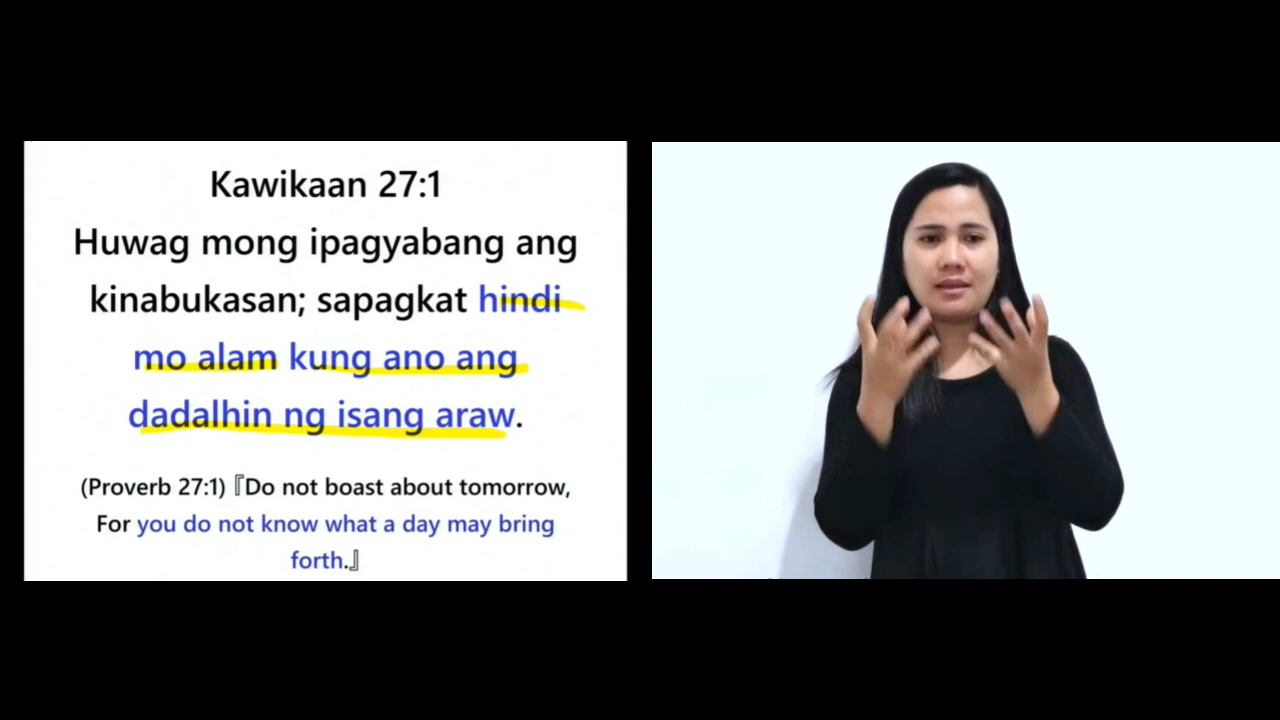 Kawikaan 27:1
Huwag mong ipagyabang ang
kinabukasan; sapagkat hindi
mo alam kung ano ang
dadalhin ng isang araw.
(Proverb 27:1)『Do not boast about tomorrow,
For you do not know what a day may bring
forth.』